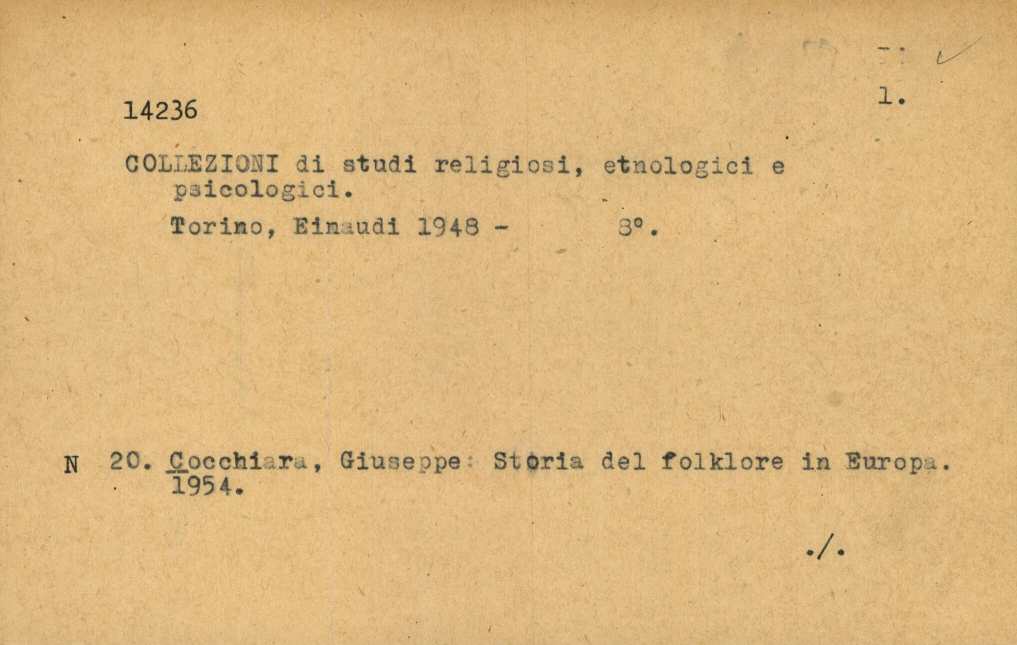 1.
14236
COLLEZIONI di studi religiosi, etnologici e
psicologici.
Torino, Einaudi 1948 - 8°.
N 20. Cocchiara, Giuseppe: Storia del folklore in Europa.
1954.
./.